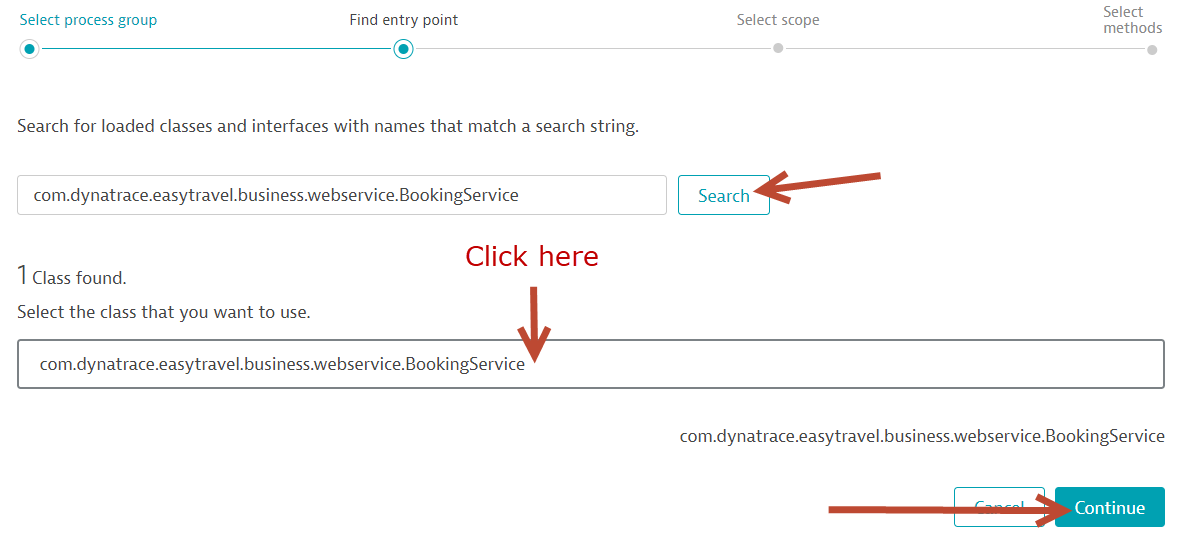 Select process group
Find entry point
Select scope
Select
methods
Search for loaded classes and interfaces with names that match a search string.
com.dynatrace.easytravel.business.webservice.BookingService
Search
Click here
1 Class found.
Select the class that you want to use.
com.dynatrace.easytravel.business.webservice.BookingService
com.dynatrace.easytravel.business.webservice.BookingService
Cancel
Continue